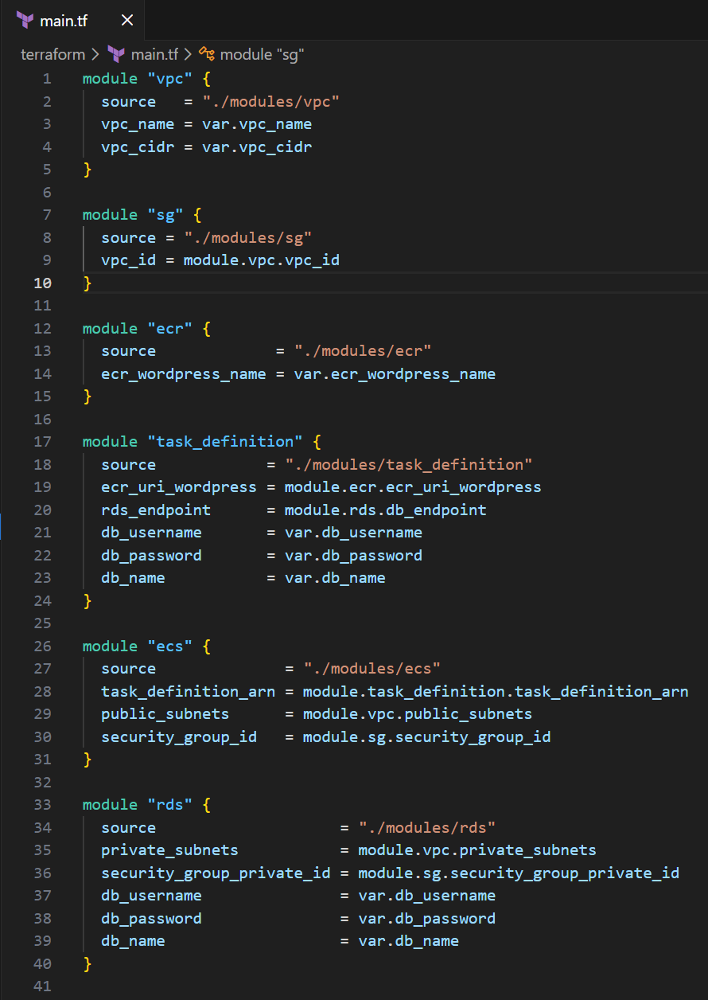 main.tf ×
terraform > main.tf > module "sg"
1 module "vpc" {
2   source   = "./modules/vpc"
3   vpc_name = var.vpc_name
4   vpc_cidr = var.vpc_cidr
5 }
6
7 module "sg" {
8   source = "./modules/sg"
9   vpc_id = module.vpc.vpc_id
10 }
11
12 module "ecr" {
13   source             = "./modules/ecr"
14   ecr_wordpress_name = var.ecr_wordpress_name
15 }
16
17 module "task_definition" {
18   source            = "./modules/task_definition"
19   ecr_uri_wordpress = module.ecr.ecr_uri_wordpress
20   rds_endpoint      = module.rds.db_endpoint
21   db_username       = var.db_username
22   db_password       = var.db_password
23   db_name           = var.db_name
24 }
25
26 module "ecs" {
27   source              = "./modules/ecs"
28   task_definition_arn = module.task_definition.task_definition_arn
29   public_subnets      = module.vpc.public_subnets
30   security_group_id   = module.sg.security_group_id
31 }
32
33 module "rds" {
34   source                    = "./modules/rds"
35   private_subnets           = module.vpc.private_subnets
36   security_group_private_id = module.sg.security_group_private_id
37   db_username               = var.db_username
38   db_password               = var.db_password
39   db_name                   = var.db_name
40 }
41